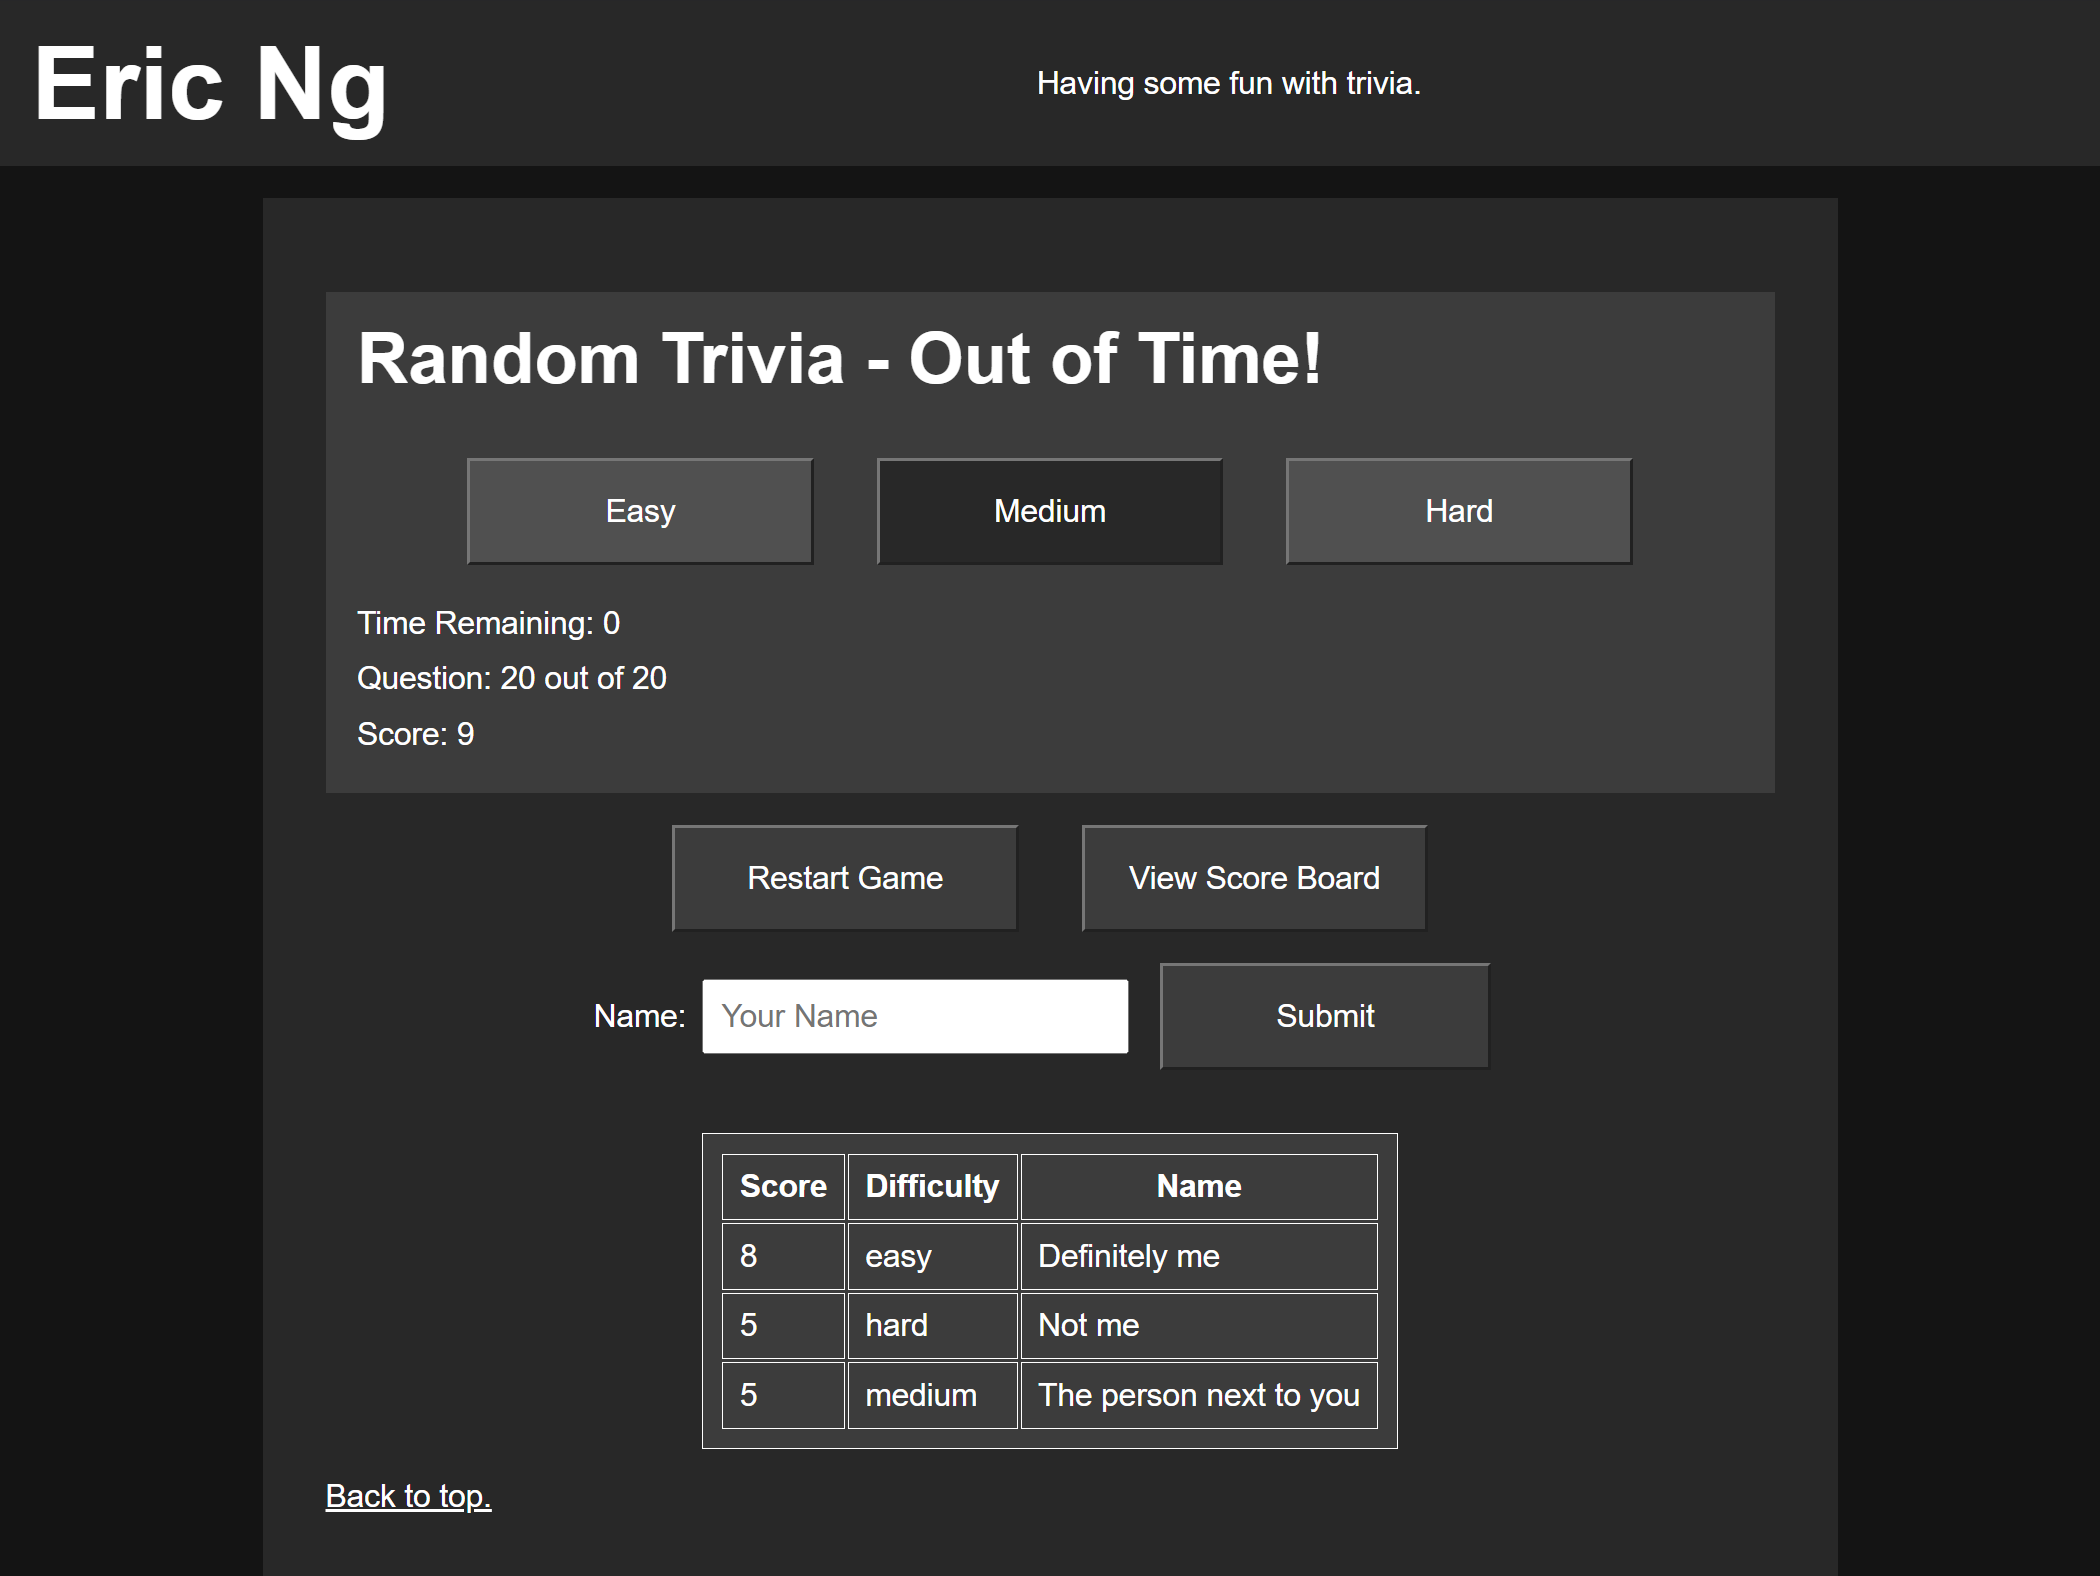 Eric Ng
Having some fun with trivia.
Random Trivia - Out of Time!
Easy Medium Hard
Time Remaining: 0
Question: 20 out of 20
Score: 9
Restart Game View Score Board
Name: Your Name Submit
Score Difficulty Name
8 easy Definitely me
5 hard Not me
5 medium The person next to you
Back to top.